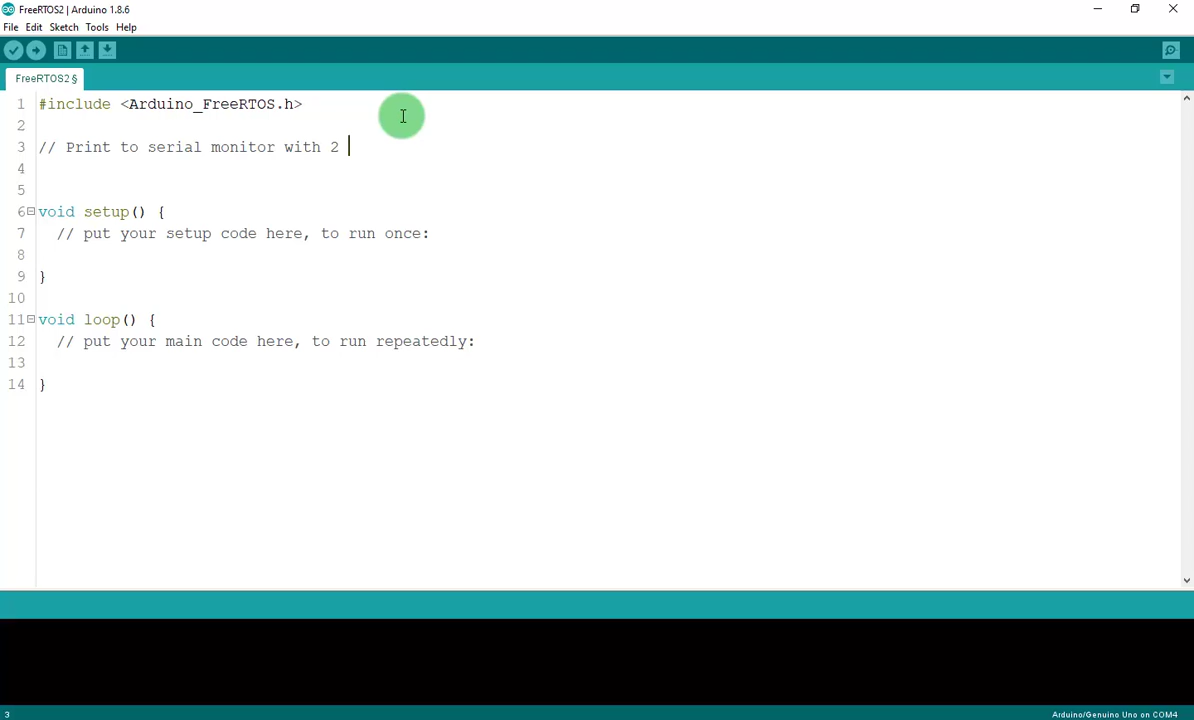 FreeRTOS2 | Arduino 1.8.6
File Edit Sketch Tools Help
FreeRTOS2 §
1 #include <Arduino_FreeRTOS.h>
2
3 // Print to serial monitor with 2
4
5
6 void setup() {
7   // put your setup code here, to run once:
8
9 }
10
11 void loop() {
12   // put your main code here, to run repeatedly:
13
14 }
3 Arduino/Genuino Uno on COM4